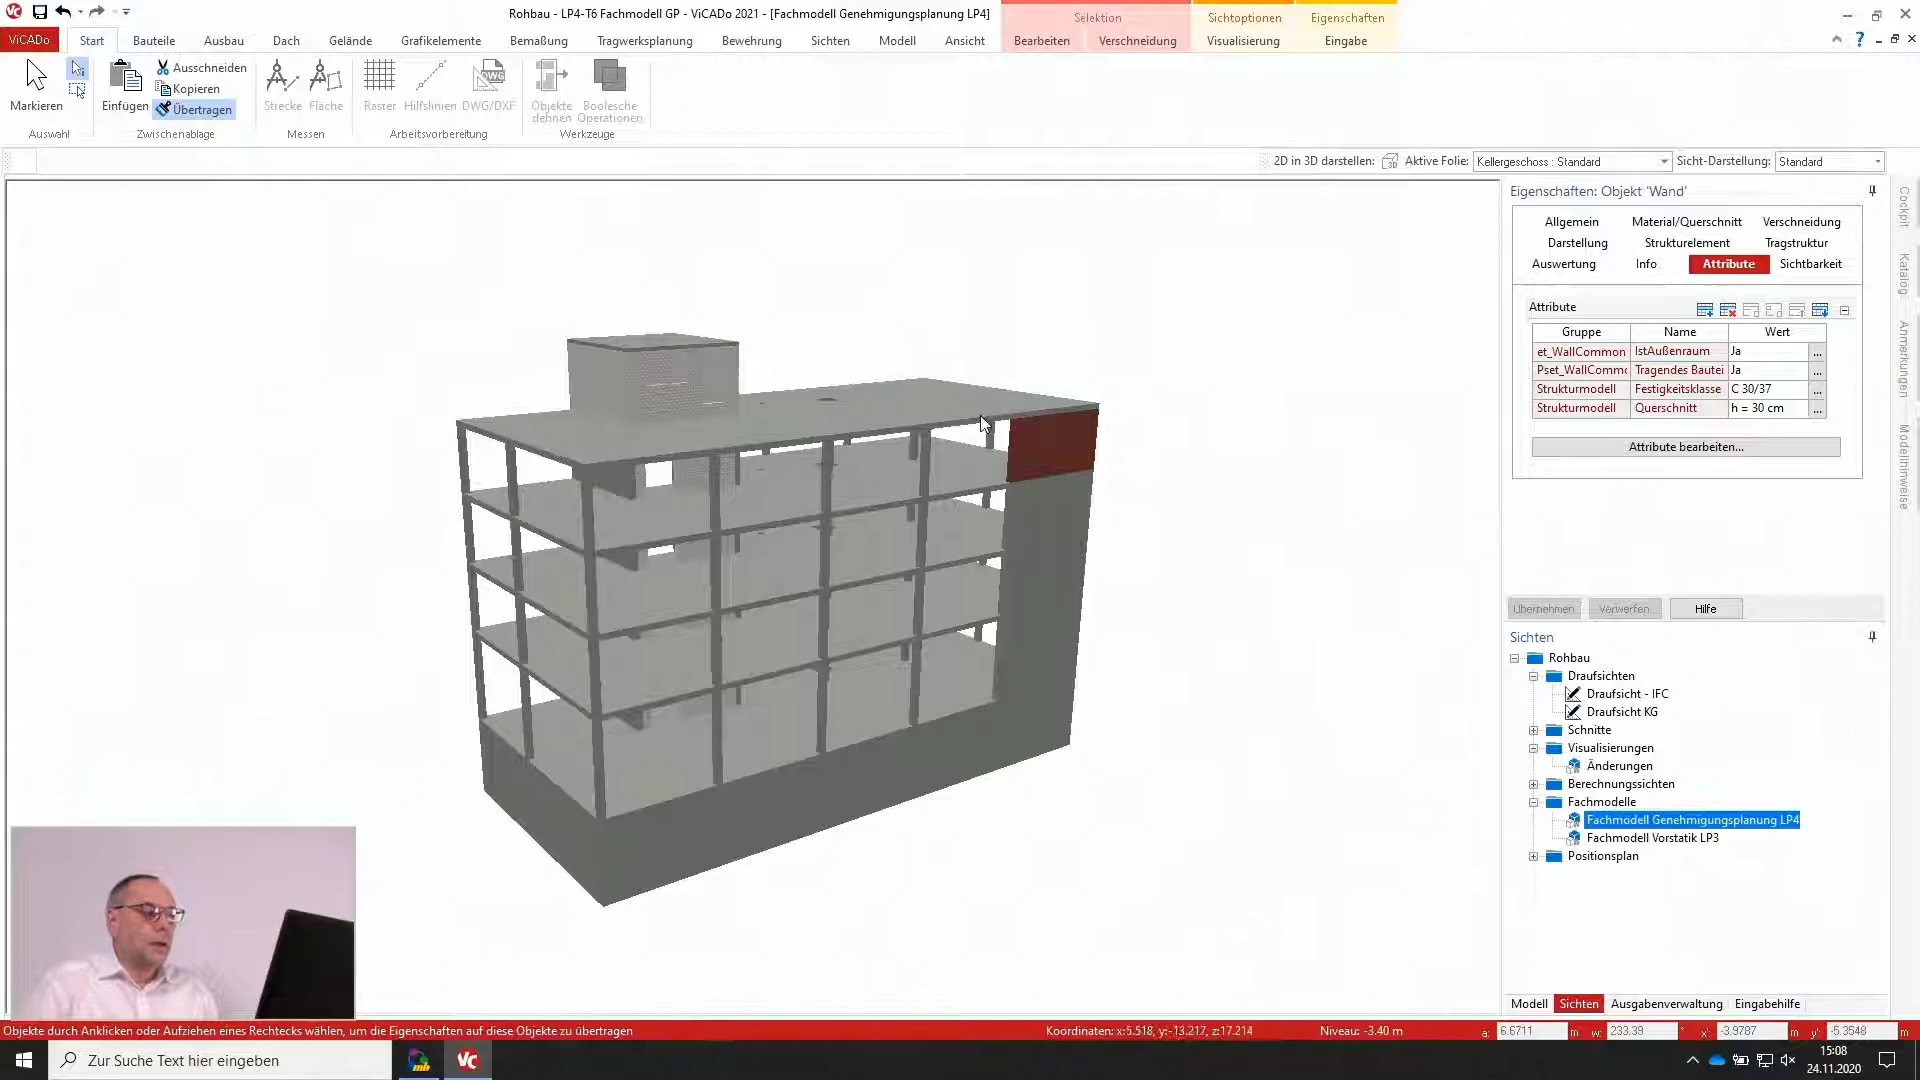 Rohbau - LP4-T6 Fachmodell GP - ViCADo 2021 - [Fachmodell Genehmigungsplanung LP4]
Selektion
Sichtoptionen
Eigenschaften
ViCADo
Start
Bauteile
Ausbau
Dach
Gelände
Grafikelemente
Bemaßung
Tragwerksplanung
Bewehrung
Sichten
Modell
Ansicht
Bearbeiten
Verschneidung
Visualisierung
Eingabe
Markieren
Einfügen
Ausschneiden
Kopieren
Übertragen
Strecke
Fläche
Raster
Hilfslinien
DWG/DXF
Objekte dehnen
Boolesche Operationen
Auswahl
Zwischenablage
Messen
Arbeitsvorbereitung
Werkzeuge
2D in 3D darstellen:
Aktive Folie:
Kellergeschoss : Standard
Sicht-Darstellung:
Standard
Eigenschaften: Objekt 'Wand'
Allgemein
Material/Querschnitt
Verschneidung
Darstellung
Strukturelement
Tragstruktur
Auswertung
Info
Attribute
Sichtbarkeit
Attribute
Gruppe Name Wert
et_WallCommon IstAußenraum Ja ...
Pset_WallCommo Tragendes Bautei Ja ...
Strukturmodell Festigkeitsklasse C 30/37 ...
Strukturmodell Querschnitt h = 30 cm ...
Attribute bearbeiten...
Übernehmen
Verwerfen
Hilfe
Sichten
Rohbau
Draufsichten
Draufsicht - IFC
Draufsicht KG
Schnitte
Visualisierungen
Änderungen
Berechnungssichten
Fachmodelle
Fachmodell Genehmigungsplanung LP4
Fachmodell Vorstatik LP3
Positionsplan
Modell
Sichten
Ausgabenverwaltung
Eingabehilfe
Cockpit
Katalog
Anmerkungen
Modellhinweise
Objekte durch Anklicken oder Aufziehen eines Rechtecks wählen, um die Eigenschaften auf diese Objekte zu übertragen
Koordinaten: x:5.518, y:-13.217, z:17.214
Niveau: -3.40 m
a: 6.6711 m w: 233.39 ° x': -3.9787 m y': -5.3548 m
Zur Suche Text hier eingeben
mb
VC
15:08
24.11.2020